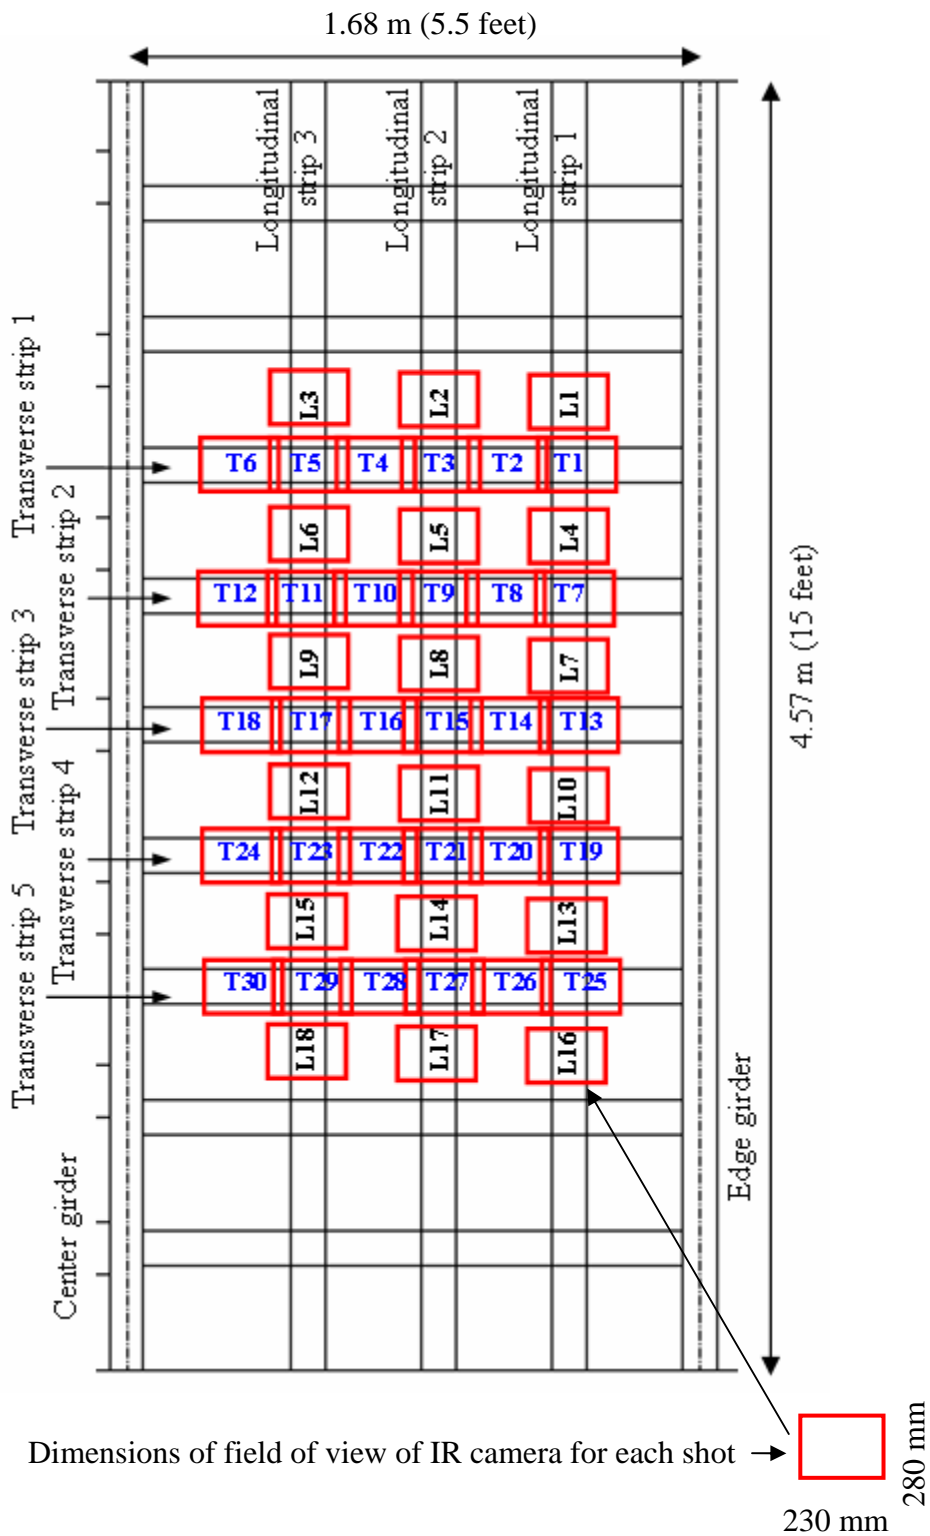 1.68 m (5.5 feet)
Longitudinal
strip 3
Longitudinal
strip 2
Longitudinal
strip 1
Transverse strip 1
Transverse strip 2
Transverse strip 3
Transverse strip 4
Transverse strip 5
L3 L2 L1
T6 T5 T4 T3 T2 T1
L6 L5 L4
T12 T11 T10 T9 T8 T7
L9 L8 L7
T18 T17 T16 T15 T14 T13
L12 L11 L10
T24 T23 T22 T21 T20 T19
L15 L14 L13
T30 T29 T28 T27 T26 T25
L18 L17 L16
4.57 m (15 feet)
Center girder
Edge girder
Dimensions of field of view of IR camera for each shot
280 mm
230 mm